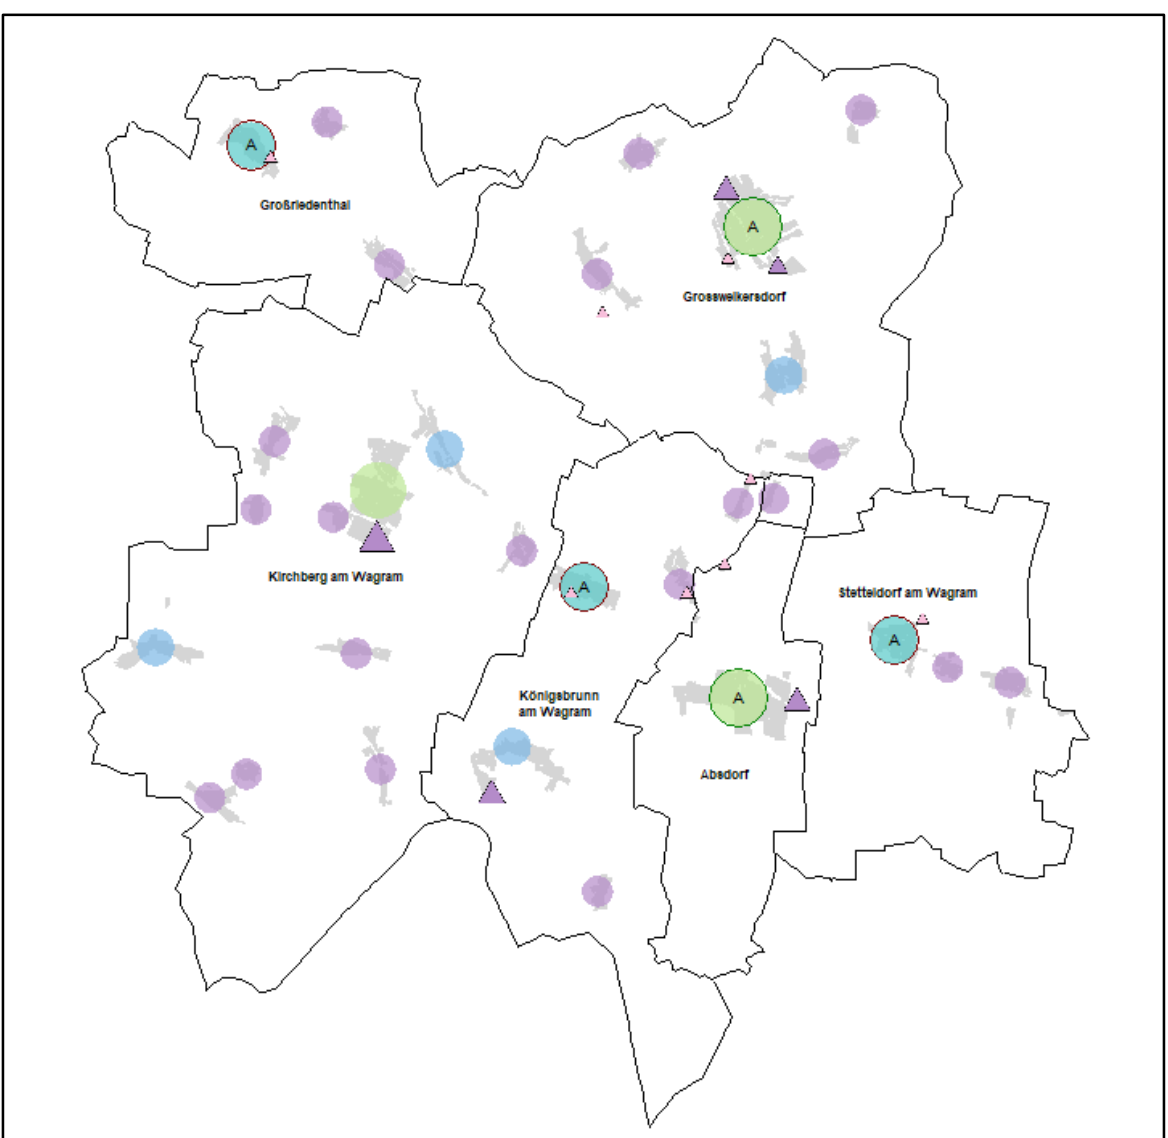 A
Großriedenthal
A
Grossweikersdorf
Kirchberg am Wagram
A
Stetteldorf am Wagram
A
Königsbrunn
am Wagram
A
Absdorf